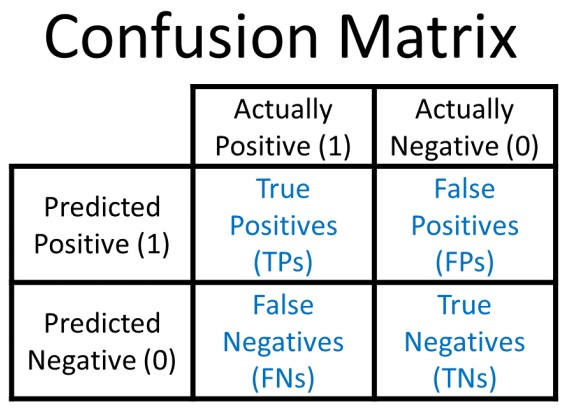 Confusion Matrix
Actually
Positive (1)
Actually
Negative (0)
Predicted
Positive (1)
True
Positives
(TPs)
False
Positives
(FPs)
Predicted
Negative (0)
False
Negatives
(FNs)
True
Negatives
(TNs)